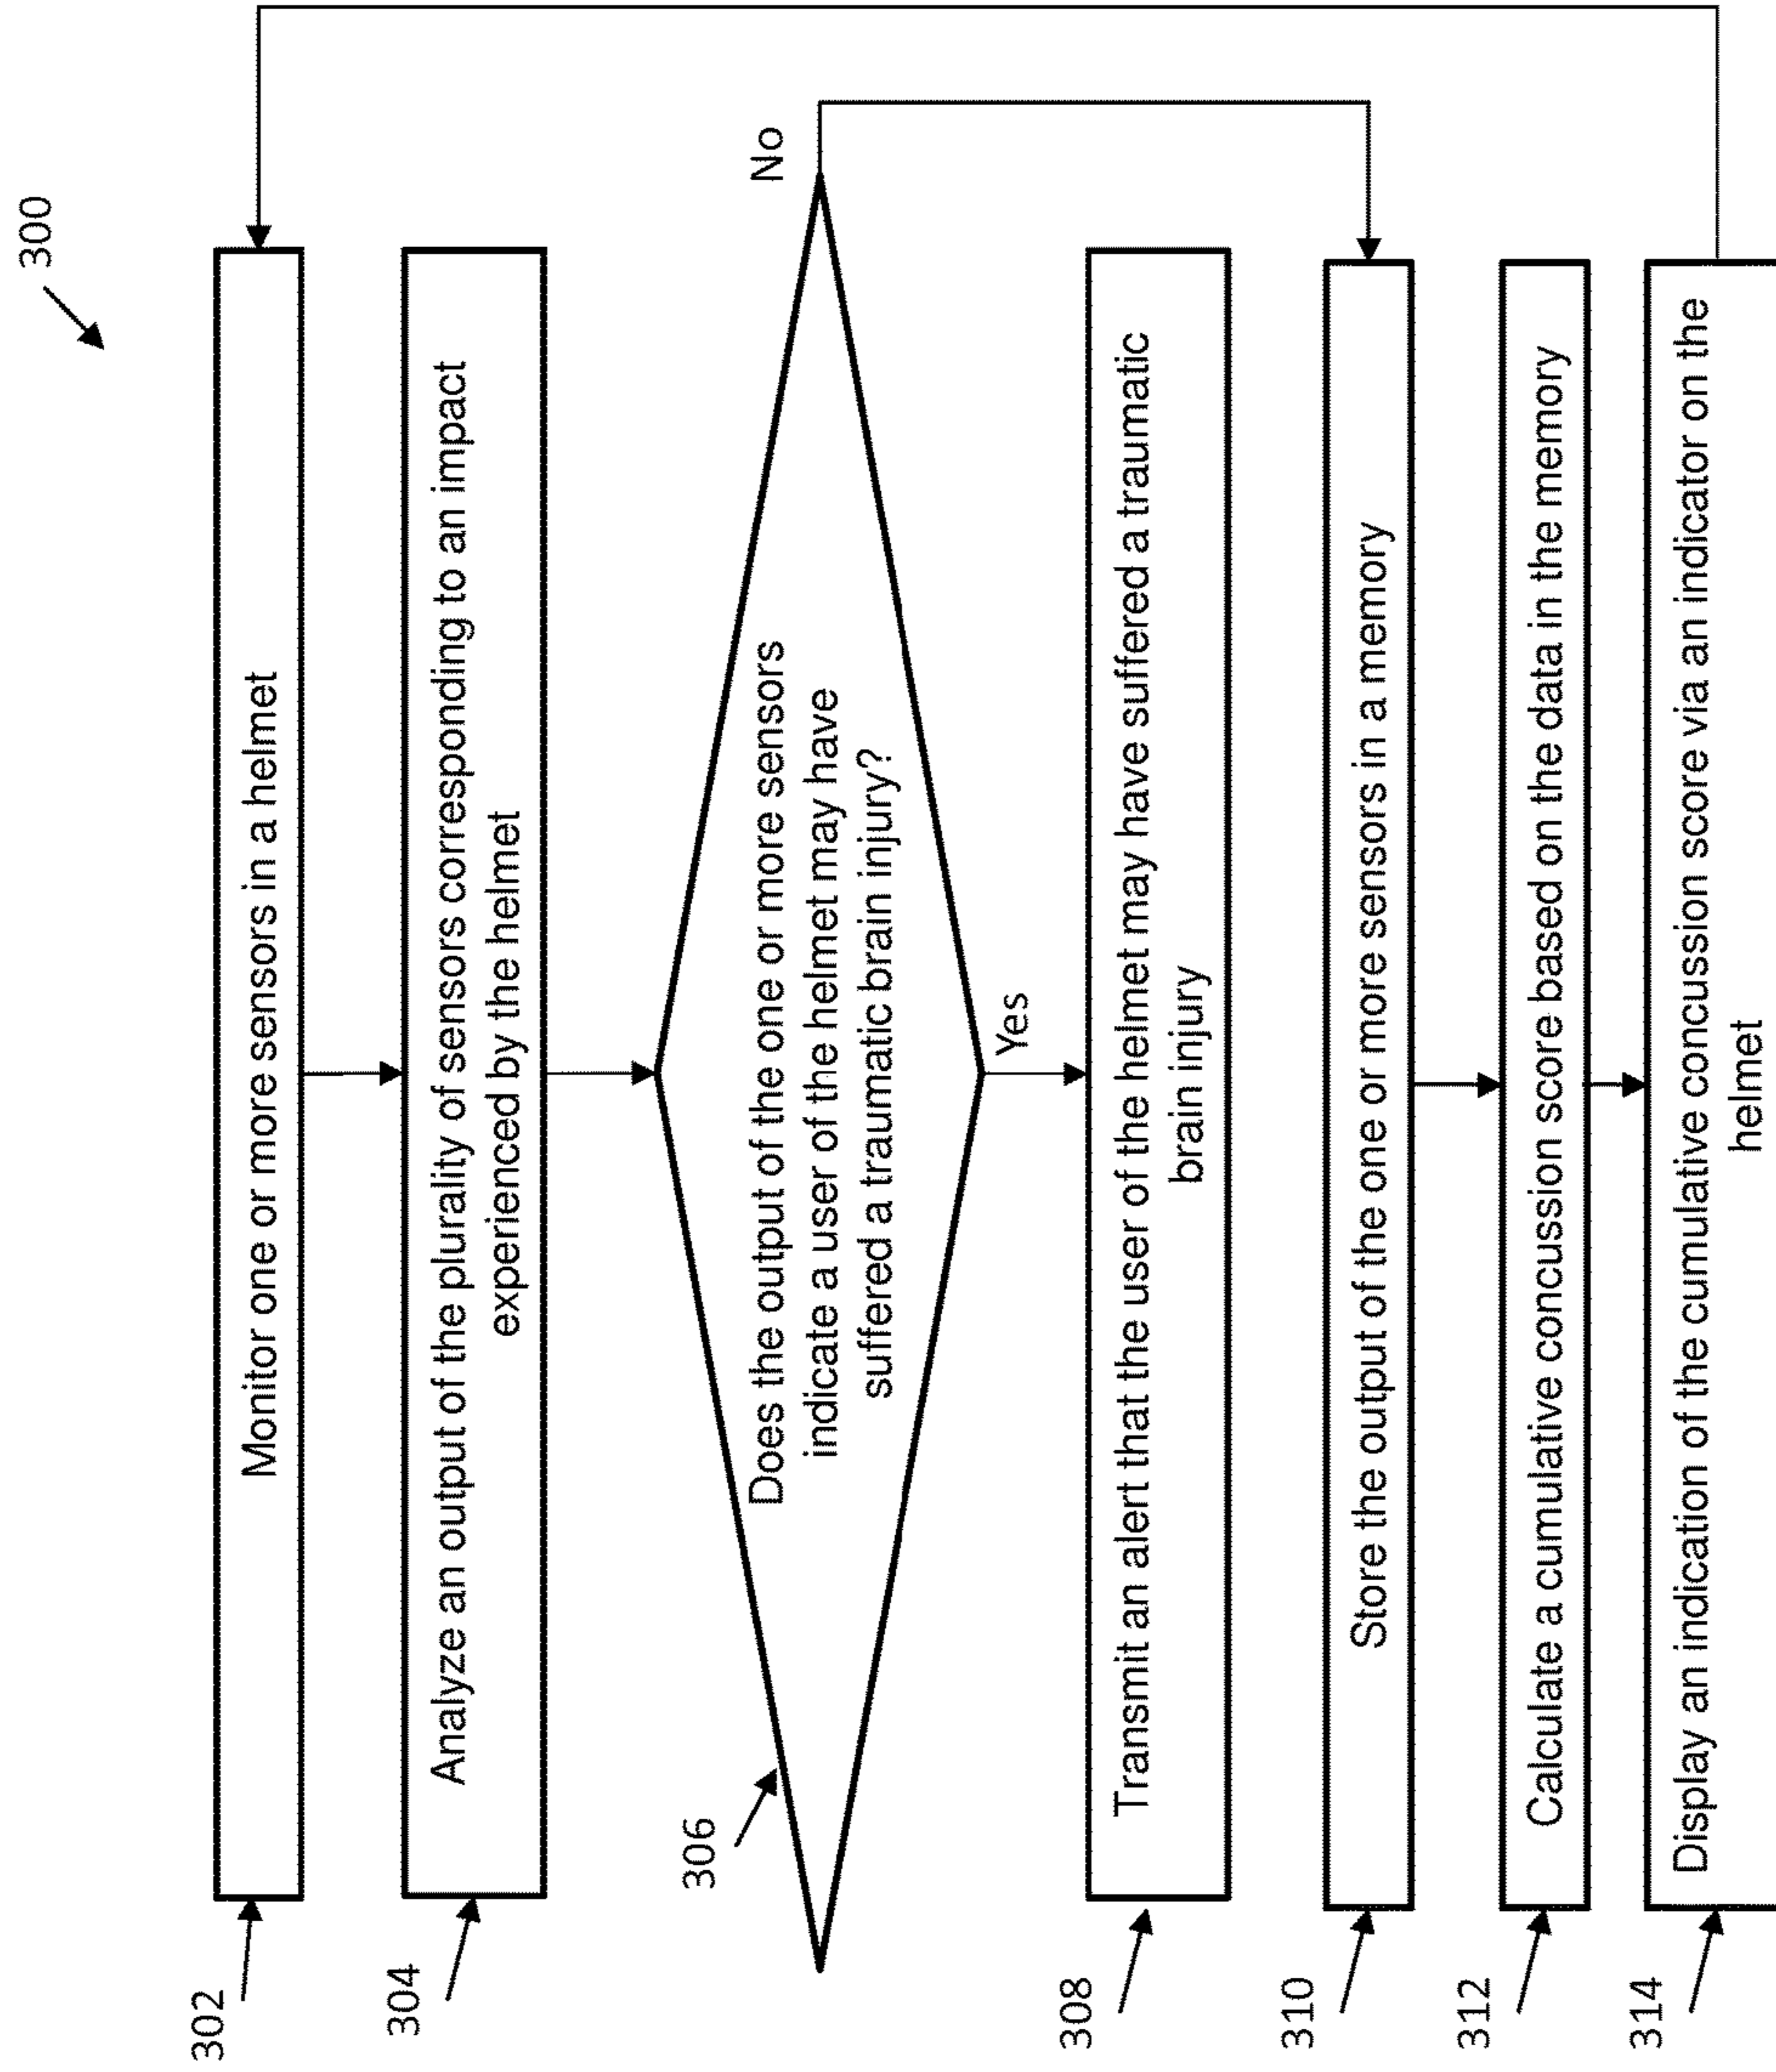 300
302
Monitor one or more sensors in a helmet
304
Analyze an output of the plurality of sensors corresponding to an impact
experienced by the helmet
306
Does the output of the one or more sensors
indicate a user of the helmet may have
suffered a traumatic brain injury?
No
Yes
308
Transmit an alert that the user of the helmet may have suffered a traumatic
brain injury
310
Store the output of the one or more sensors in a memory
312
Calculate a cumulative concussion score based on the data in the memory
314
Display an indication of the cumulative concussion score via an indicator on the
helmet